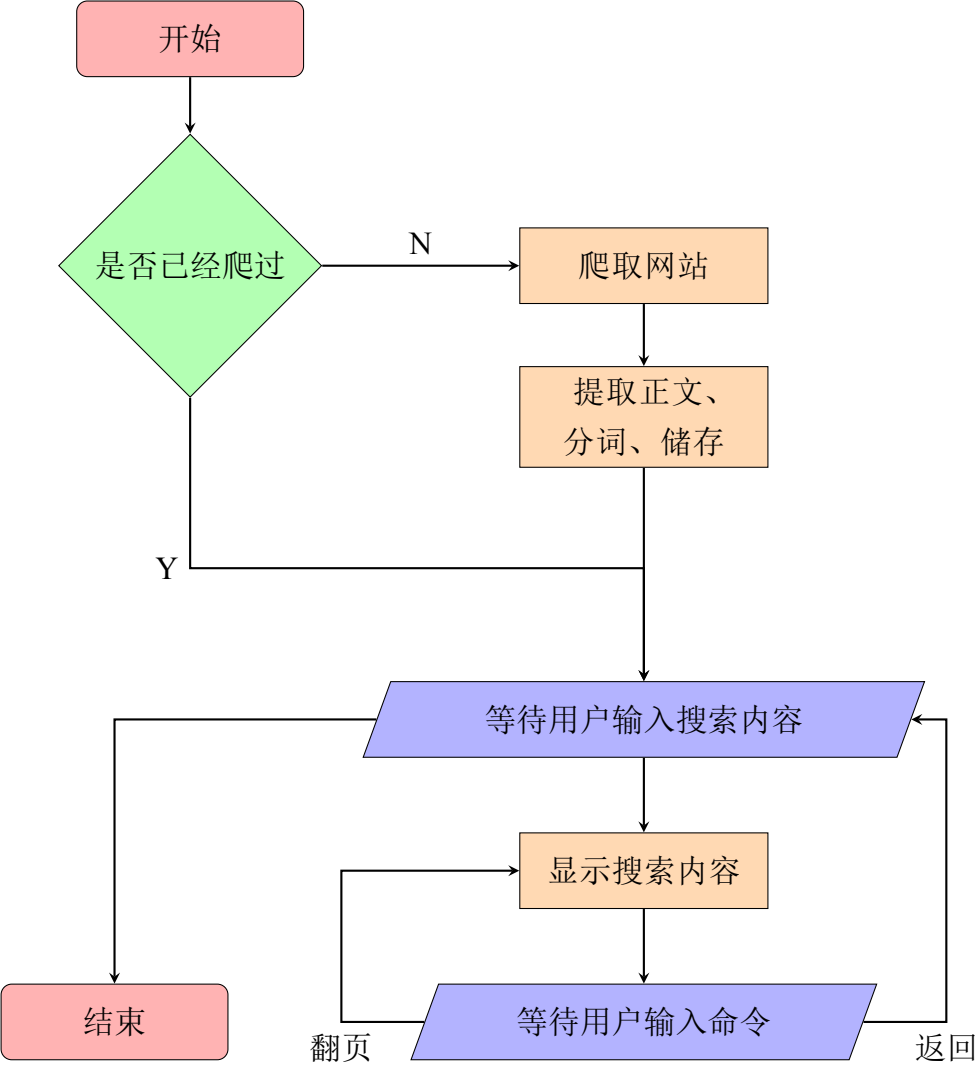 开始
是否已经爬过
N
爬取网站
提取正文、
分词、储存
Y
等待用户输入搜索内容
显示搜索内容
结束
等待用户输入命令
翻页
返回